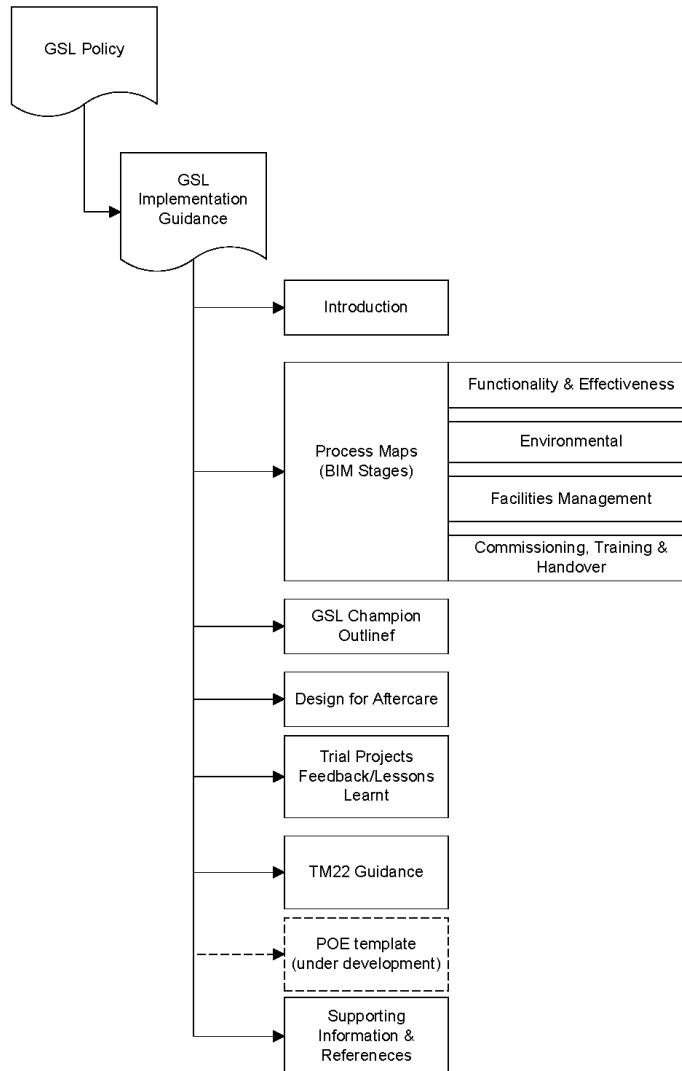 GSL Policy
GSL
Implementation
Guidance
Introduction
Process Maps
(BIM Stages)
Functionality & Effectiveness
Environmental
Facilities Management
Commissioning, Training &
Handover
GSL Champion
Outlinef
Design for Aftercare
Trial Projects
Feedback/Lessons
Learnt
TM22 Guidance
POE template
(under development)
Supporting
Information &
Refereneces